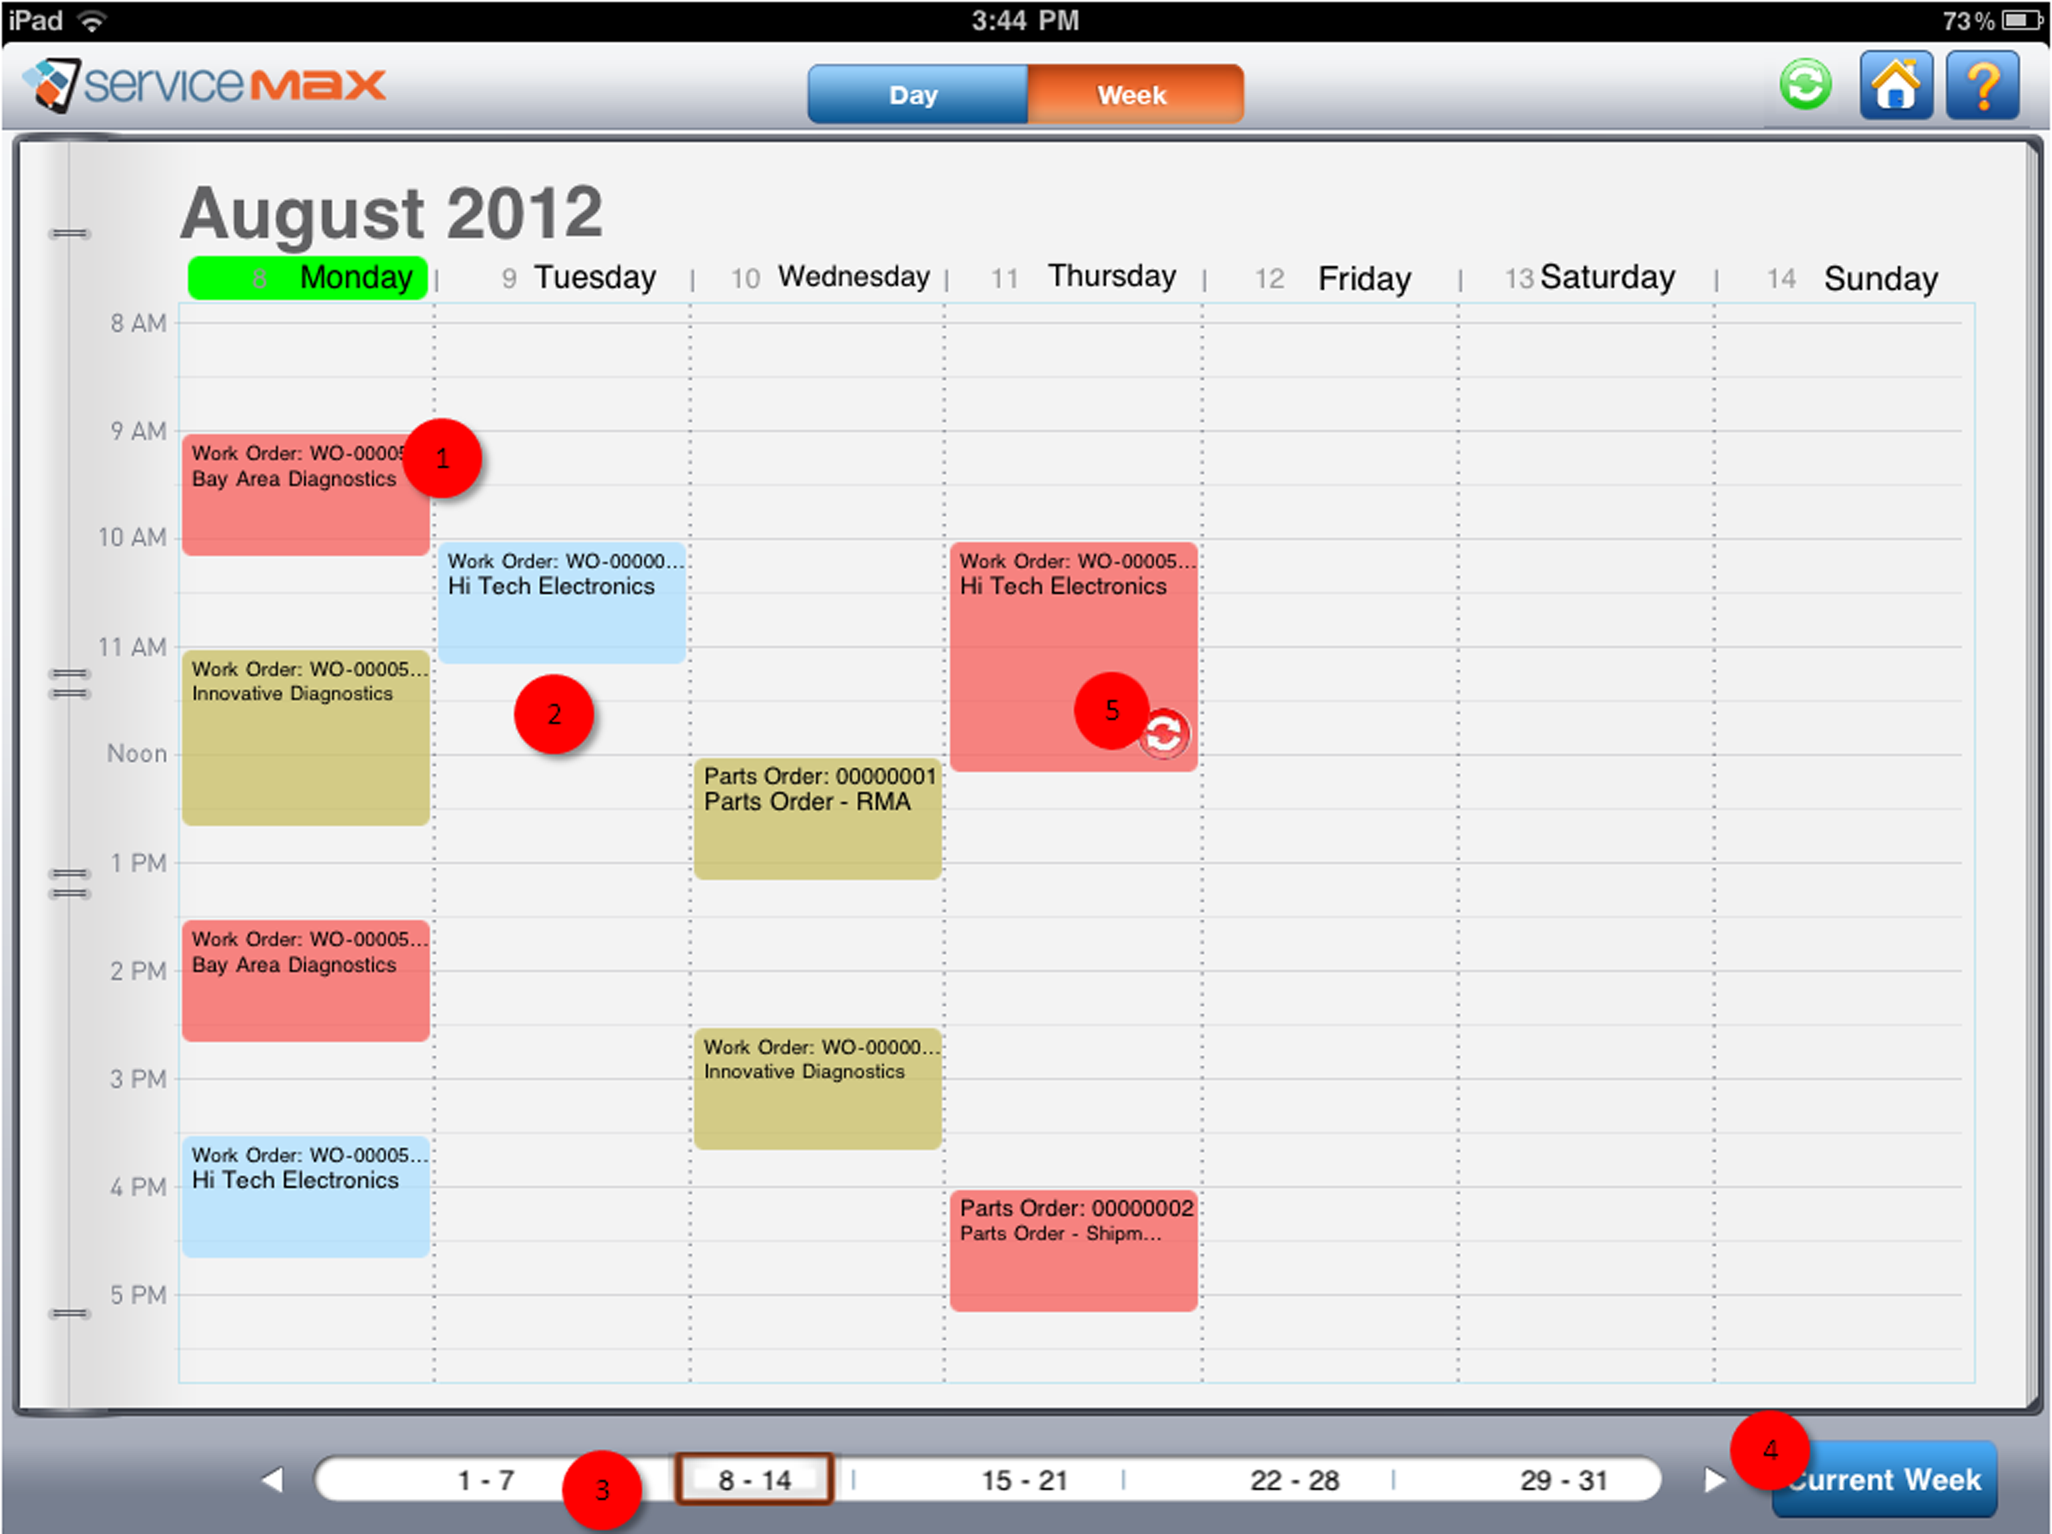 iPad 3:44 PM 73%
serviceMAX Day Week ?
August 2012
8 Monday | 9 Tuesday | 10 Wednesday | 11 Thursday | 12 Friday | 13 Saturday | 14 Sunday
8 AM
9 AM
Work Order: WO-00005
Bay Area Diagnostics
1
10 AM
Work Order: WO-00000...
Hi Tech Electronics
Work Order: WO-00005...
Hi Tech Electronics
11 AM
Work Order: WO-00005...
Innovative Diagnostics
2
5
Noon
Parts Order: 00000001
Parts Order - RMA
1 PM
Work Order: WO-00005...
Bay Area Diagnostics
2 PM
Work Order: WO-00000...
Innovative Diagnostics
3 PM
Work Order: WO-00005...
Hi Tech Electronics
4 PM
Parts Order: 00000002
Parts Order - Shipm...
5 PM
1 - 7 3 8 - 14 | 15 - 21 | 22 - 28 | 29 - 31
4
Current Week